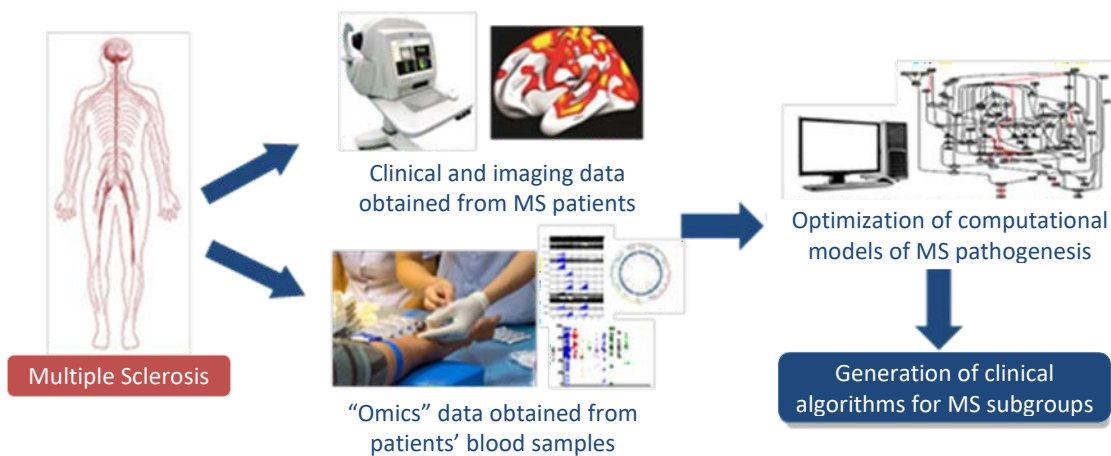 Clinical and imaging data
obtained from MS patients
Multiple Sclerosis
“Omics” data obtained from
patients’ blood samples
Optimization of computational
models of MS pathogenesis
Generation of clinical
algorithms for MS subgroups